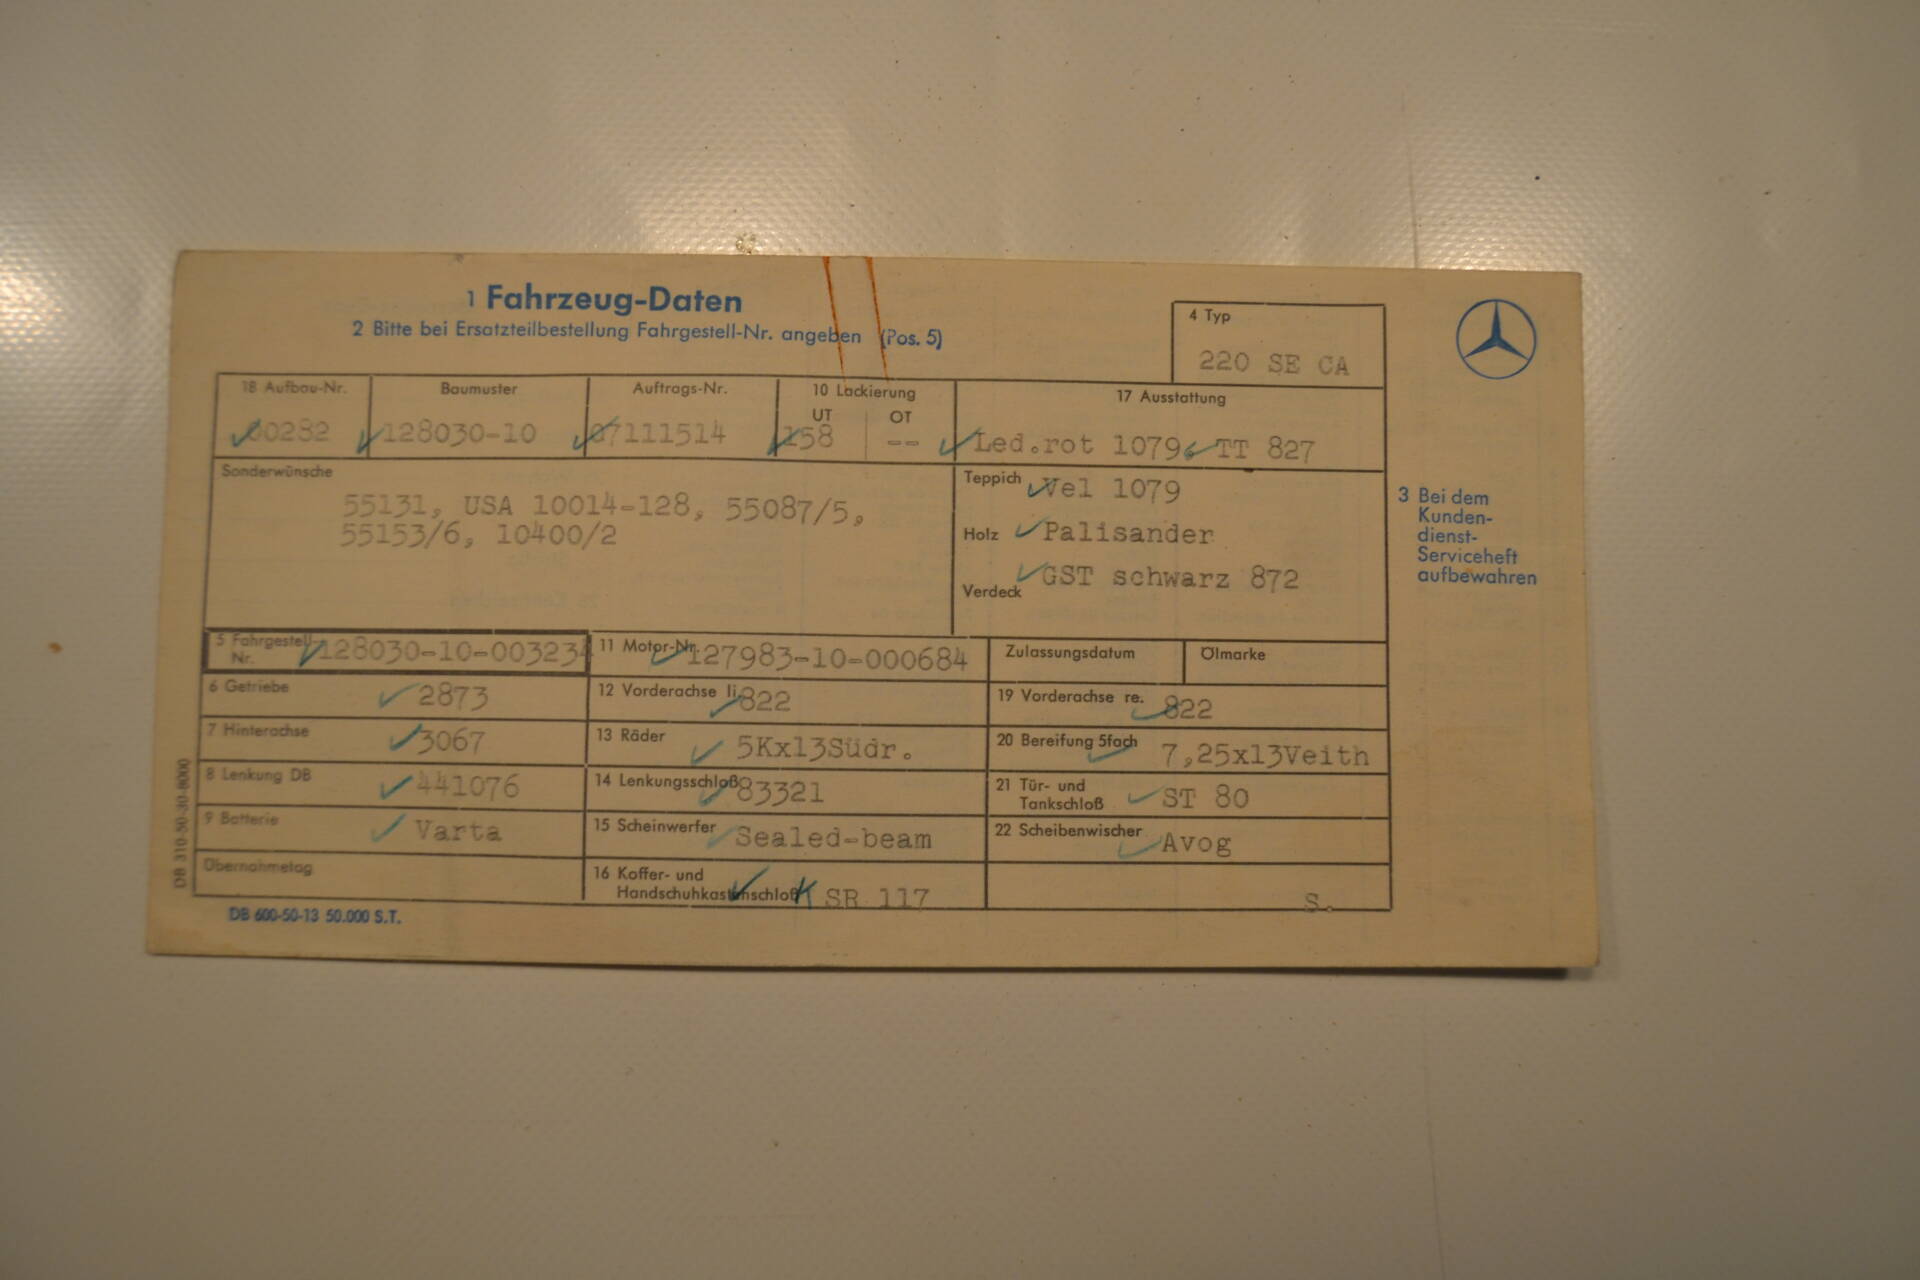 1 Fahrzeug-Daten
2 Bitte bei Ersatzteilbestellung Fahrgestell-Nr. angeben (Pos. 5)
4 Typ
220 SE CA
18 Aufbau-Nr. Baumuster Auftrags-Nr. 10 Lackierung 17 Ausstattung
UT OT
00282 128030-10 07111514 158 -- Led.rot 1079 TT 827
Sonderwünsche
55131, USA 10014-128, 55087/5,
55153/6, 10400/2
Teppich Vel 1079
Holz Palisander
Verdeck GST schwarz 872
3 Bei dem
Kunden-
dienst-
Serviceheft
aufbewahren
5 Fahrgestell-
Nr. 128030-10-003234
11 Motor-Nr. 127983-10-000684
Zulassungsdatum
Ölmarke
6 Getriebe 2873
12 Vorderachse li. 822
19 Vorderachse re. 822
7 Hinterachse 3067
13 Räder 5Kx13Südr.
20 Bereifung 5fach 7,25x13Veith
8 Lenkung DB 441076
14 Lenkungsschloß 83321
21 Tür- und
Tankschloß ST 80
9 Batterie Varta
15 Scheinwerfer Sealed-beam
22 Scheibenwischer Avog
Übernahmetag
16 Koffer- und
Handschuhkastenschloß K SR 117
S.
DB 310-50-30-8000
DB 600-50-13 50.000 S.T.